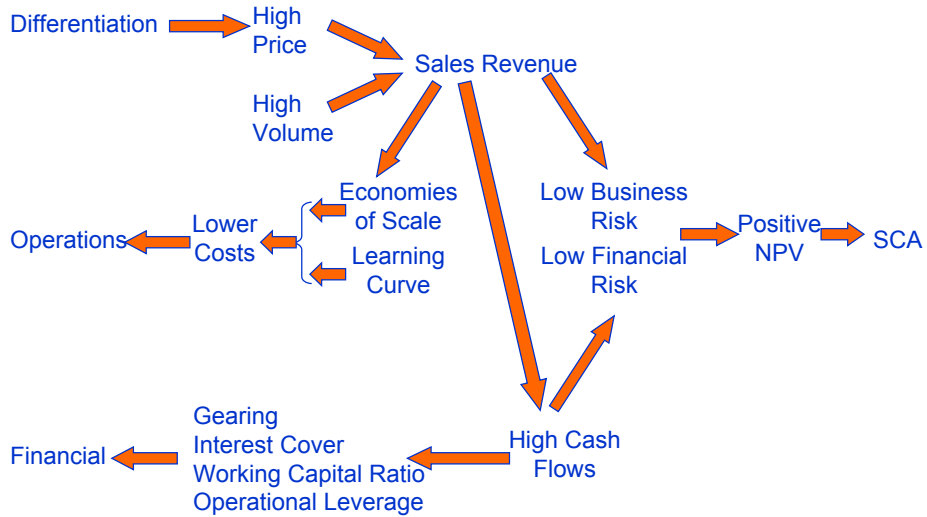 Differentiation
High
Price
Sales Revenue
High
Volume
Economies
of Scale
Low Business
Risk
Operations
Lower
Costs
Learning
Curve
Low Financial
Risk
Positive
NPV
SCA
Gearing
Interest Cover
Working Capital Ratio
Operational Leverage
Financial
High Cash
Flows